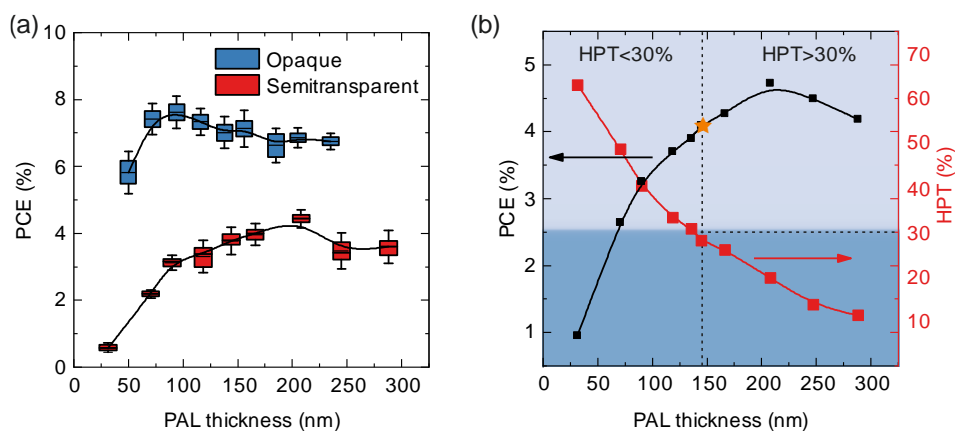 (a)
10
8
6
4
2
0
PCE (%)
Opaque
Semitransparent
0 50 100 150 200 250 300
PAL thickness (nm)
(b)
5
4
3
2
1
PCE (%)
HPT<30% HPT>30%
70
60
50
40
30
20
10
HPT (%)
0 50 100 150 200 250 300
PAL thickness (nm)